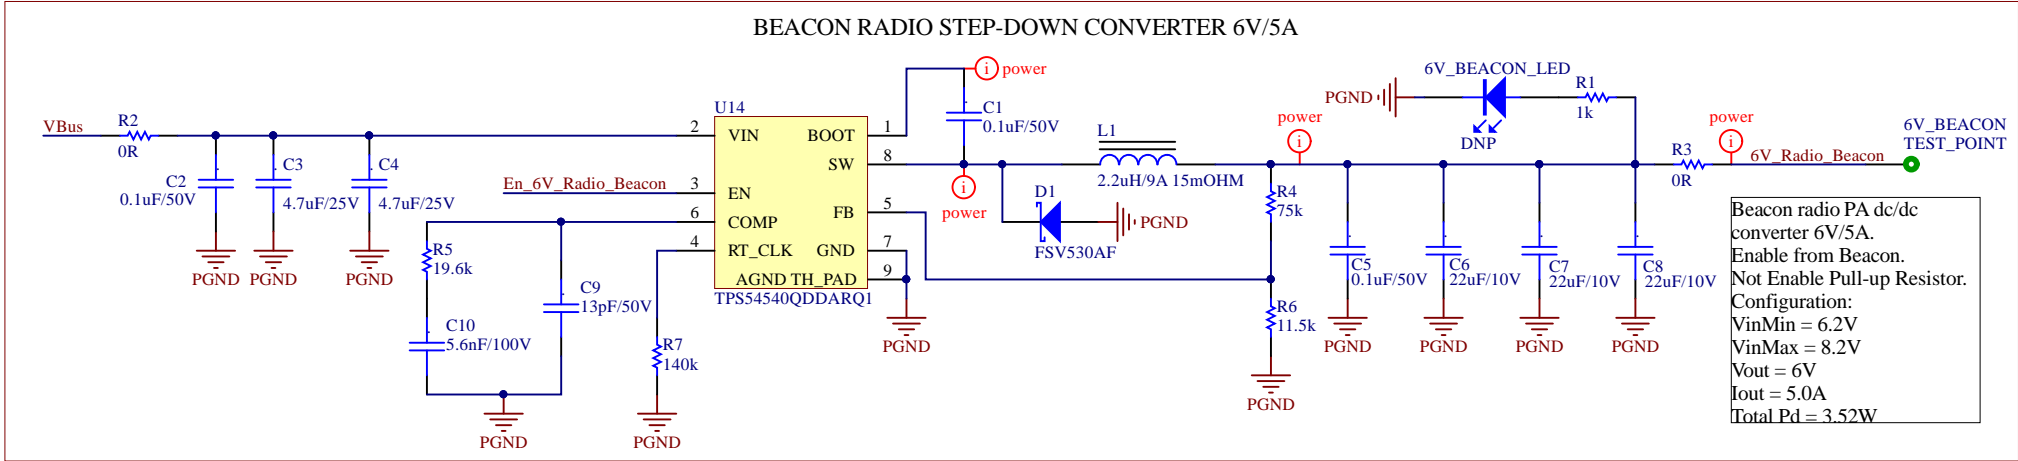 BEACON RADIO STEP-DOWN CONVERTER 6V/5A
VBus
R2
0R
C2
0.1uF/50V
C3
4.7uF/25V
C4
4.7uF/25V
PGND
PGND
PGND
En_6V_Radio_Beacon
R5
19.6k
C10
5.6nF/100V
C9
13pF/50V
PGND
R7
140k
PGND
U14
2
VIN
3
EN
6
COMP
4
RT_CLK
BOOT
1
SW
8
FB
5
GND
7
AGND TH_PAD
9
TPS54540QDDARQ1
PGND
i
power
C1
0.1uF/50V
i
power
D1
FSV530AF
PGND
L1
2.2uH/9A 15mOHM
power
i
R4
75k
R6
11.5k
PGND
6V_BEACON_LED
PGND
DNP
R1
1k
C5
0.1uF/50V
PGND
C6
22uF/10V
PGND
C7
22uF/10V
PGND
C8
22uF/10V
PGND
R3
0R
power
i
6V_Radio_Beacon
6V_BEACON
TEST_POINT
Beacon radio PA dc/dc
converter 6V/5A.
Enable from Beacon.
Not Enable Pull-up Resistor.
Configuration:
VinMin = 6.2V
VinMax = 8.2V
Vout = 6V
Iout = 5.0A
Total Pd = 3.52W